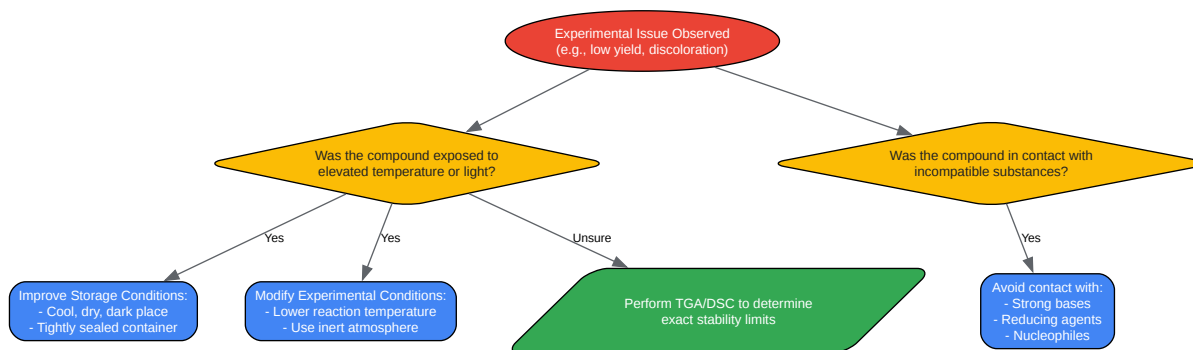 Experimental Issue Observed
(e.g., low yield, discoloration)
Was the compound exposed to
elevated temperature or light?
Was the compound in contact with
incompatible substances?
Yes
Yes
Unsure
Yes
Improve Storage Conditions:
- Cool, dry, dark place
- Tightly sealed container
Modify Experimental Conditions:
- Lower reaction temperature
- Use inert atmosphere
Perform TGA/DSC to determine
exact stability limits
Avoid contact with:
- Strong bases
- Reducing agents
- Nucleophiles